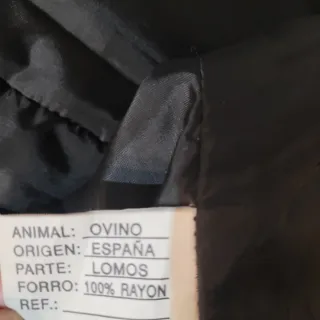 ANIMAL: OVINO
ORIGEN: ESPAÑA
PARTE: LOMOS
FORRO: 100% RAYON
REF.: